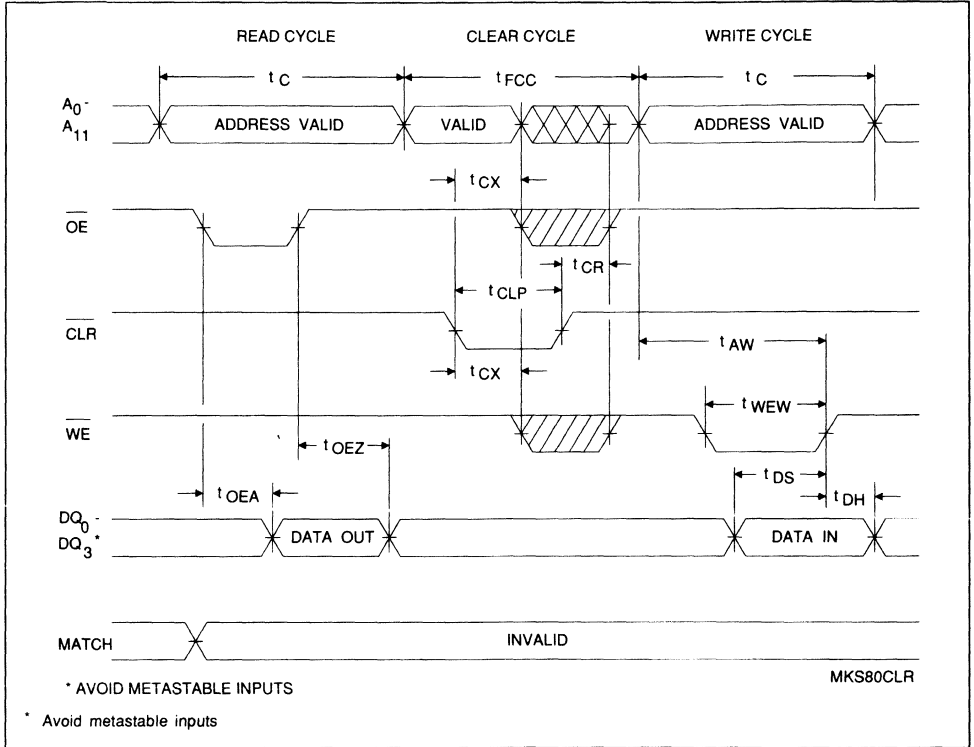 READ CYCLE CLEAR CYCLE WRITE CYCLE
t C t FCC t C
A0 -
A11
ADDRESS VALID VALID ADDRESS VALID
t CX
OE
t CR
t CLP
CLR
t AW
t CX
t WEW
WE
t OEZ
t DS
t OEA
t DH
DQ0 -
DQ3 *
DATA OUT DATA IN
MATCH INVALID
MKS80CLR
* AVOID METASTABLE INPUTS
* Avoid metastable inputs